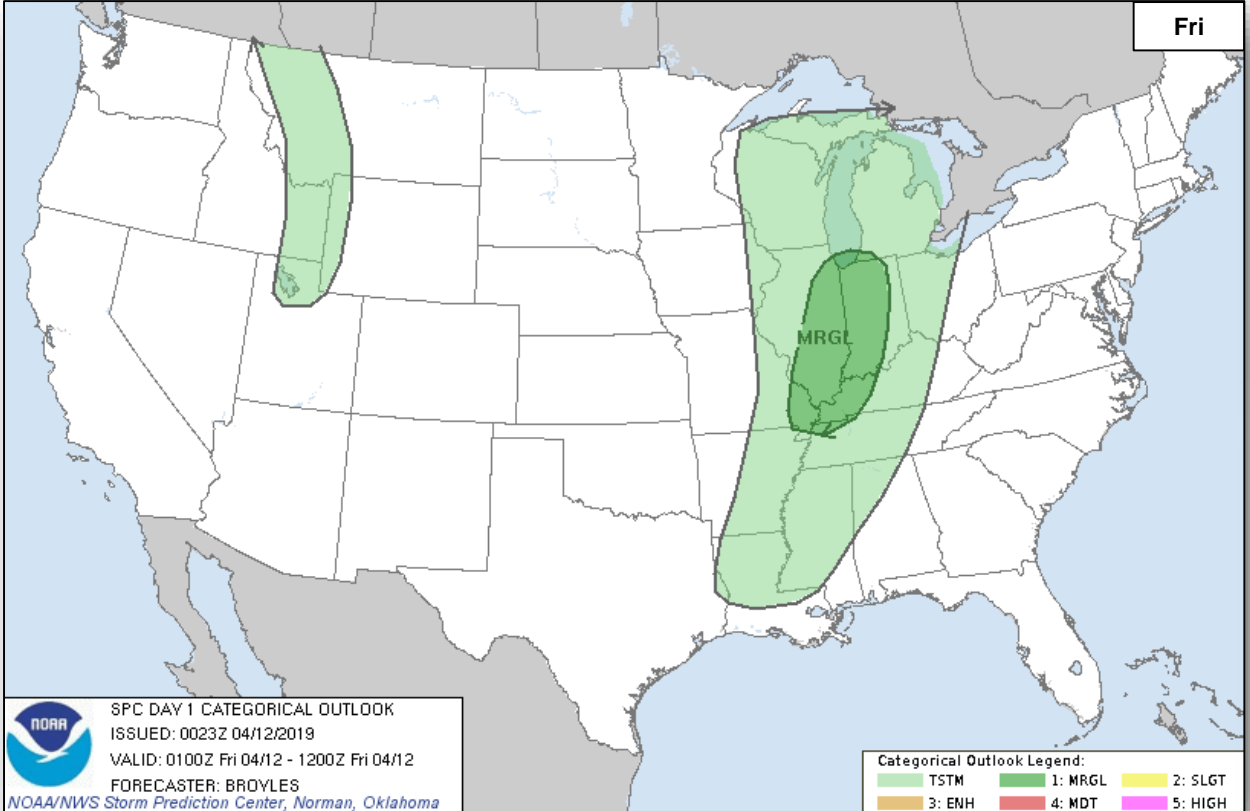 Fri
MRGL
NOAA
SPC DAY 1 CATEGORICAL OUTLOOK
ISSUED: 0023Z 04/12/2019
VALID: 0100Z Fri 04/12 - 1200Z Fri 04/12
FORECASTER: BROYLES
NOAA/NWS Storm Prediction Center, Norman, Oklahoma
Categorical Outlook Legend:
TSTM 1: MRGL 2: SLGT
3: ENH 4: MDT 5: HIGH